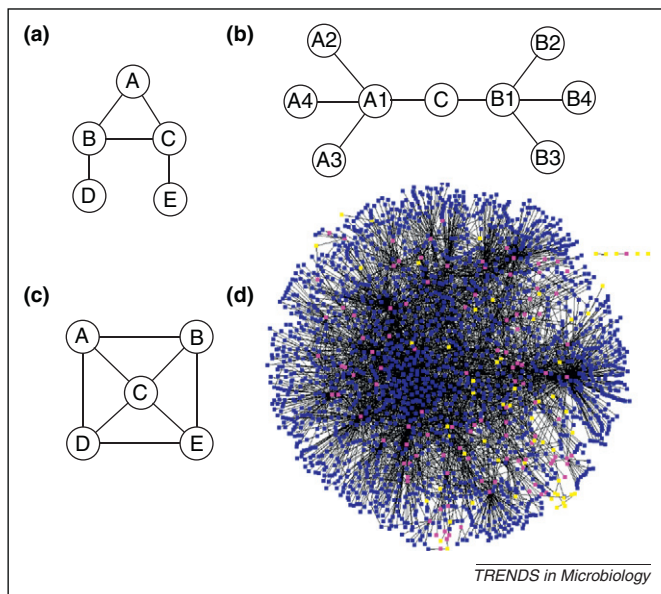 (a)
A
B
C
D
E
(b)
A2
B2
A4
A1
C
B1
B4
A3
B3
(c)
A
B
C
D
E
(d)
TRENDS in Microbiology